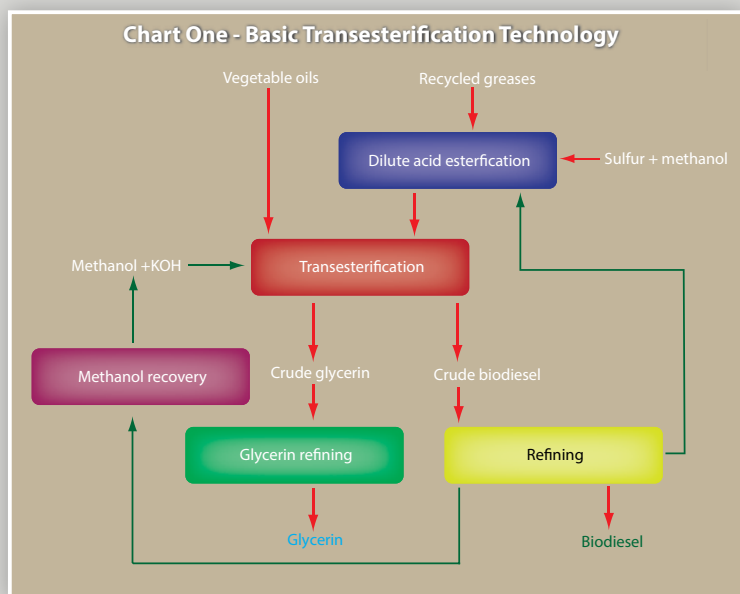 Chart One - Basic Transesterification Technology
Vegetable oils
Recycled greases
Dilute acid esterfication
Sulfur + methanol
Methanol +KOH
Transesterification
Methanol recovery
Crude glycerin
Crude biodiesel
Glycerin refining
Refining
Glycerin
Biodiesel